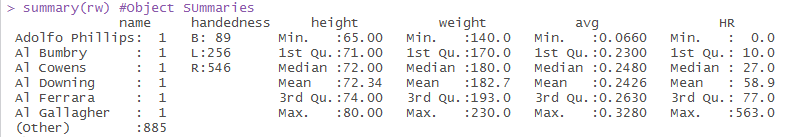 > summary(rw) #Object SUmmaries
              name     handedness     height          weight           avg               HR
 Adolfo Phillips:  1   B: 89      Min.   :65.00   Min.   :140.0   Min.   :0.0660   Min.   :  0.0
 Al Bumbry      :  1   L:256      1st Qu.:71.00   1st Qu.:170.0   1st Qu.:0.2300   1st Qu.: 10.0
 Al Cowens      :  1   R:546      Median :72.00   Median :180.0   Median :0.2480   Median : 27.0
 Al Downing     :  1              Mean   :72.34   Mean   :182.7   Mean   :0.2426   Mean   : 58.9
 Al Ferrara     :  1              3rd Qu.:74.00   3rd Qu.:193.0   3rd Qu.:0.2630   3rd Qu.: 77.0
 Al Gallagher   :  1              Max.   :80.00   Max.   :230.0   Max.   :0.3280   Max.   :563.0
 (Other)        :885